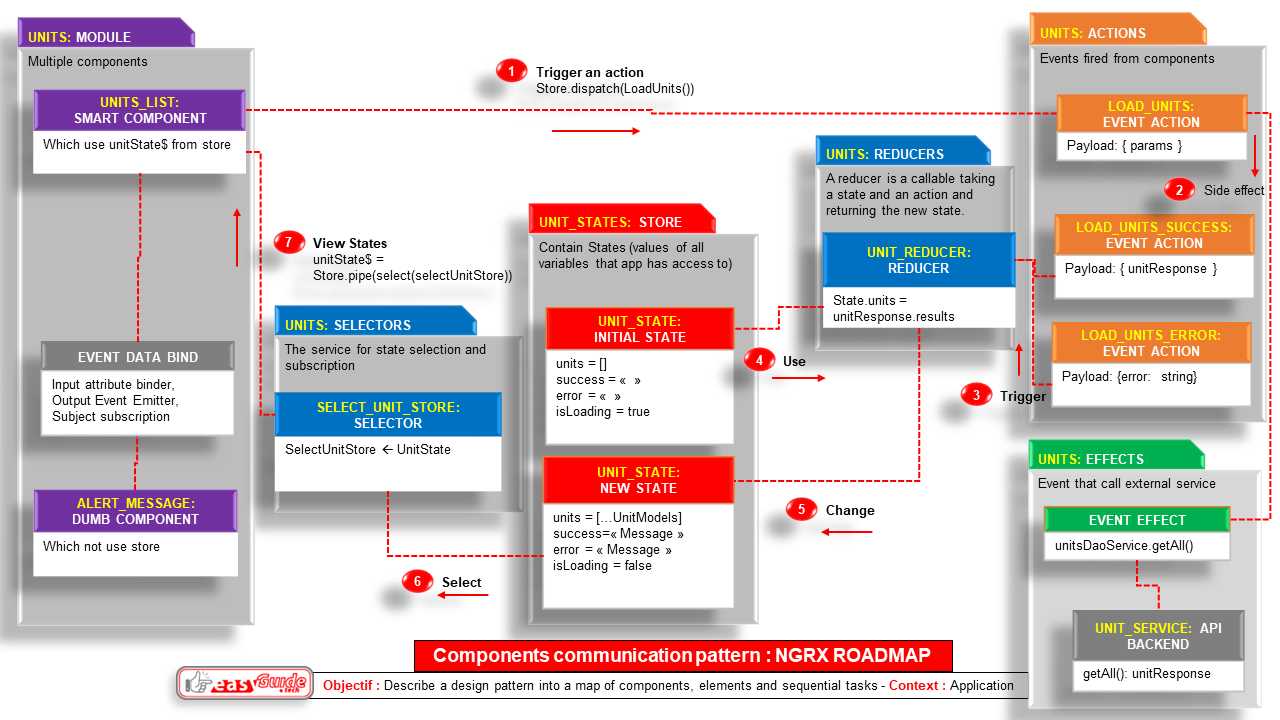 UNITS: MODULE
Multiple components
UNITS_LIST:
SMART COMPONENT
Which use unitState$ from store
EVENT DATA BIND
Input attribute binder,
Output Event Emitter,
Subject subscription
ALERT_MESSAGE:
DUMB COMPONENT
Which not use store
1 Trigger an action
Store.dispatch(LoadUnits())
7 View States
unitState$ =
Store.pipe(select(selectUnitStore))
UNITS: SELECTORS
The service for state selection and
subscription
SELECT_UNIT_STORE:
SELECTOR
SelectUnitStore ← UnitState
6 Select
UNIT_STATES: STORE
Contain States (values of all
variables that app has access to)
UNIT_STATE:
INITIAL STATE
units = []
success = « »
error = « »
isLoading = true
UNIT_STATE:
NEW STATE
units = [...UnitModels]
success=« Message »
error = « Message »
isLoading = false
4 Use
5 Change
UNITS: REDUCERS
A reducer is a callable taking
a state and an action and
returning the new state.
UNIT_REDUCER:
REDUCER
State.units =
unitResponse.results
3 Trigger
UNITS: ACTIONS
Events fired from components
LOAD_UNITS:
EVENT ACTION
Payload: { params }
2 Side effect
LOAD_UNITS_SUCCESS:
EVENT ACTION
Payload: { unitResponse }
LOAD_UNITS_ERROR:
EVENT ACTION
Payload: {error: string}
UNITS: EFFECTS
Event that call external service
EVENT EFFECT
unitsDaoService.getAll()
UNIT_SERVICE: API
BACKEND
getAll(): unitResponse
Components communication pattern : NGRX ROADMAP
easyGuide
.tech
Objectif : Describe a design pattern into a map of components, elements and sequential tasks - Context : Application